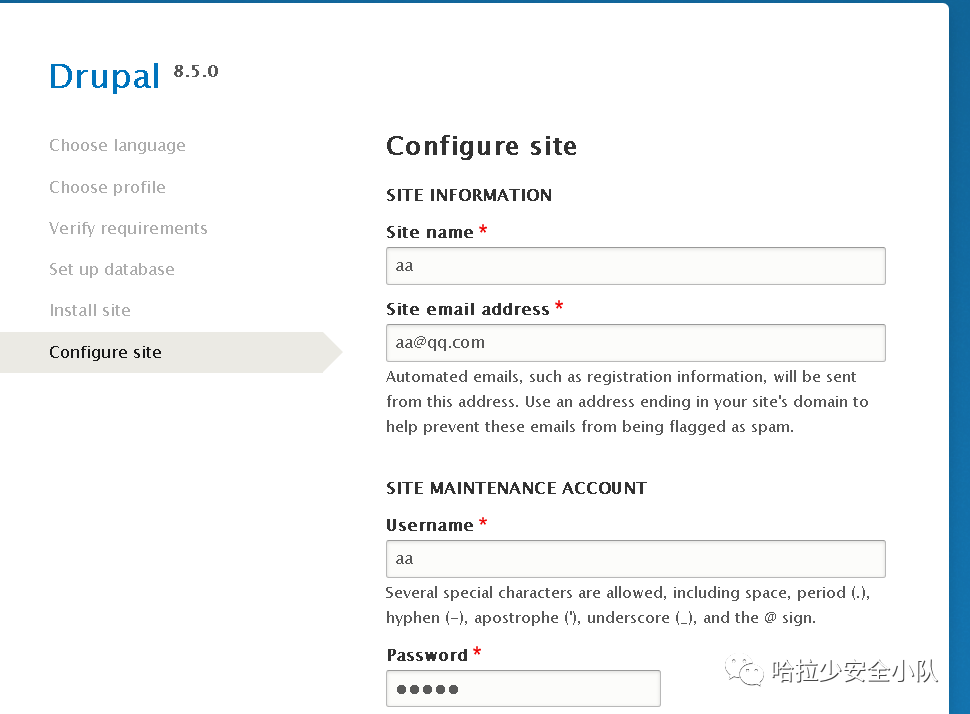 Drupal 8.5.0
Choose language
Choose profile
Verify requirements
Set up database
Install site
Configure site
Configure site
SITE INFORMATION
Site name *
aa
Site email address *
aa@qq.com
Automated emails, such as registration information, will be sent
from this address. Use an address ending in your site's domain to
help prevent these emails from being flagged as spam.
SITE MAINTENANCE ACCOUNT
Username *
aa
Several special characters are allowed, including space, period (.),
hyphen (-), apostrophe ('), underscore (_), and the @ sign.
Password *
●●●●●
哈拉少安全小队